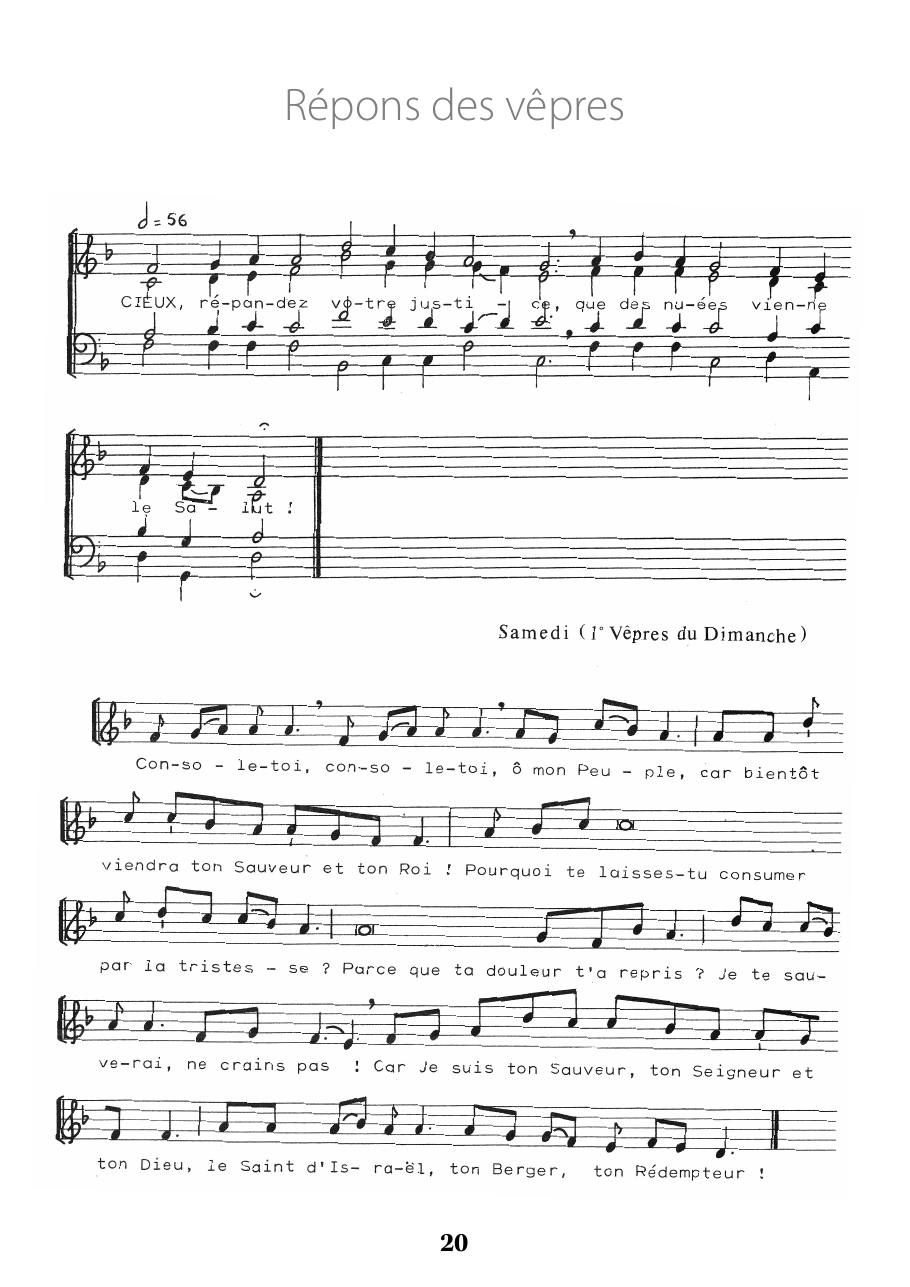 Répons des vêpres
= 56
CIEUX, ré-pan-dez vo-tre jus-ti - ce, que des nu-ées vien-ne
le Sa - lut !
Samedi (1° Vêpres du Dimanche)
Con-so - le-toi, con-so - le-toi, ô mon Peu - ple, car bientôt
viendra ton Sauveur et ton Roi ! Pourquoi te laisses-tu consumer
par la tristes - se ? Parce que ta douleur t'a repris ? Je te sau-
ve-rai, ne crains pas ! Car Je suis ton Sauveur, ton Seigneur et
ton Dieu, le Saint d'Is- ra-ël, ton Berger, ton Rédempteur !
20